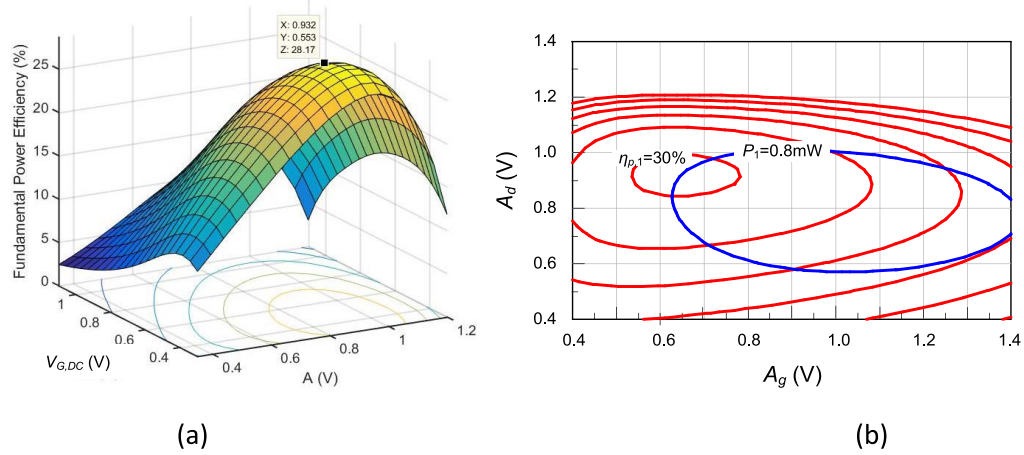 X: 0.932
Y: 0.553
Z: 28.17
Fundamental Power Efficiency (%)
25
20
15
10
5
0
1
0.8
0.6
0.4
V_G,DC (V)
0.4
0.6
0.8
1
1.2
A (V)
(a)
1.4
1.2
1.0
0.8
0.6
0.4
A_d (V)
η_p,1=30%
P_1=0.8mW
0.4 0.6 0.8 1.0 1.2 1.4
A_g (V)
(b)